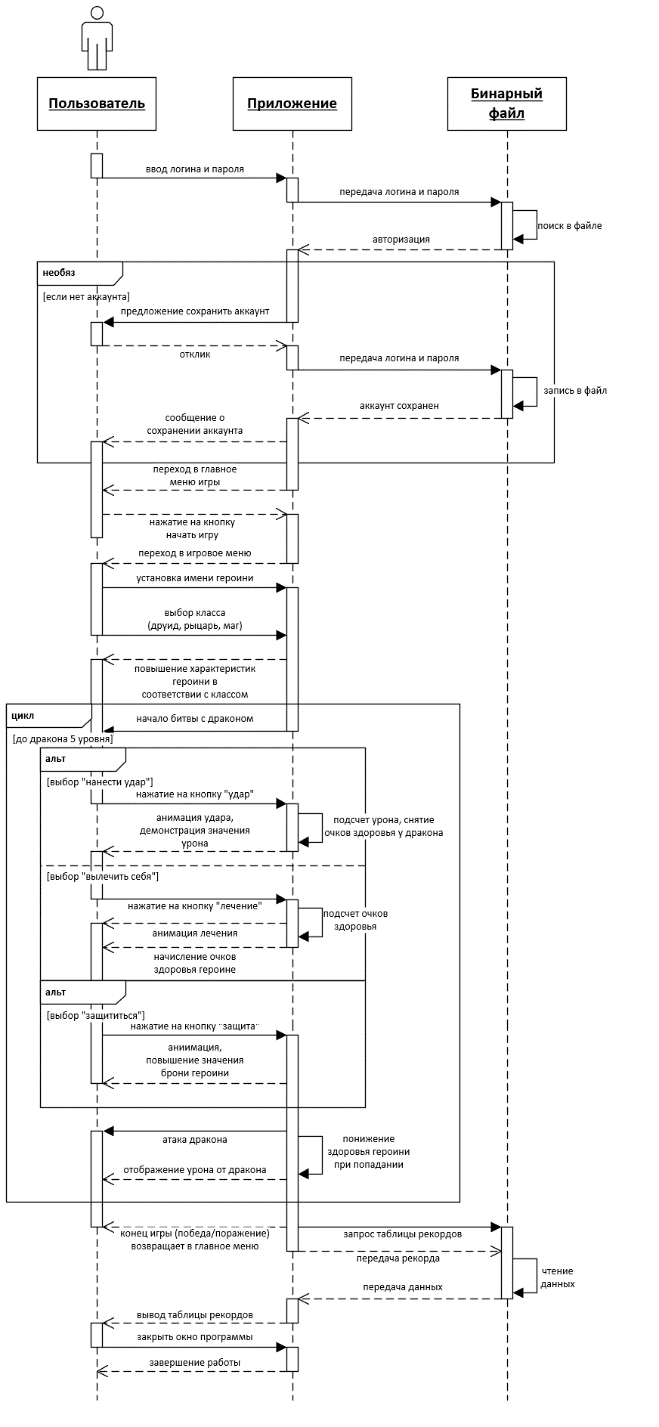 Пользователь
Приложение
Бинарный
файл
ввод логина и пароля
передача логина и пароля
поиск в файле
авторизация
необяз
[если нет аккаунта]
предложение сохранить аккаунт
отклик
передача логина и пароля
запись в файл
аккаунт сохранен
сообщение о
сохранении аккаунта
переход в главное
меню игры
нажатие на кнопку
начать игру
переход в игровое меню
установка имени героини
выбор класса
(друид, рыцарь, маг)
повышение характеристик
героини в
соответствии с классом
цикл
начало битвы с драконом
[до дракона 5 уровня]
альт
[выбор "нанести удар"]
нажатие на кнопку "удар"
анимация удара,
демонстрация значения
урона
подсчет урона, снятие
очков здоровья у дракона
[выбор "вылечить себя"]
нажатие на кнопку "лечение"
подсчет очков
здоровья
анимация лечения
начисление очков
здоровья героине
альт
[выбор "защититься"]
нажатие на кнопку "защита"
аниимация,
повышение значения
брони героини
атака дракона
понижение
здоровья героини
при попадании
отображение урона от дракона
конец игры (победа/поражение)
возвращает в главное меню
запрос таблицы рекордов
передача рекорда
чтение
данных
передача данных
вывод таблицы рекордов
закрыть окно программы
завершение работы